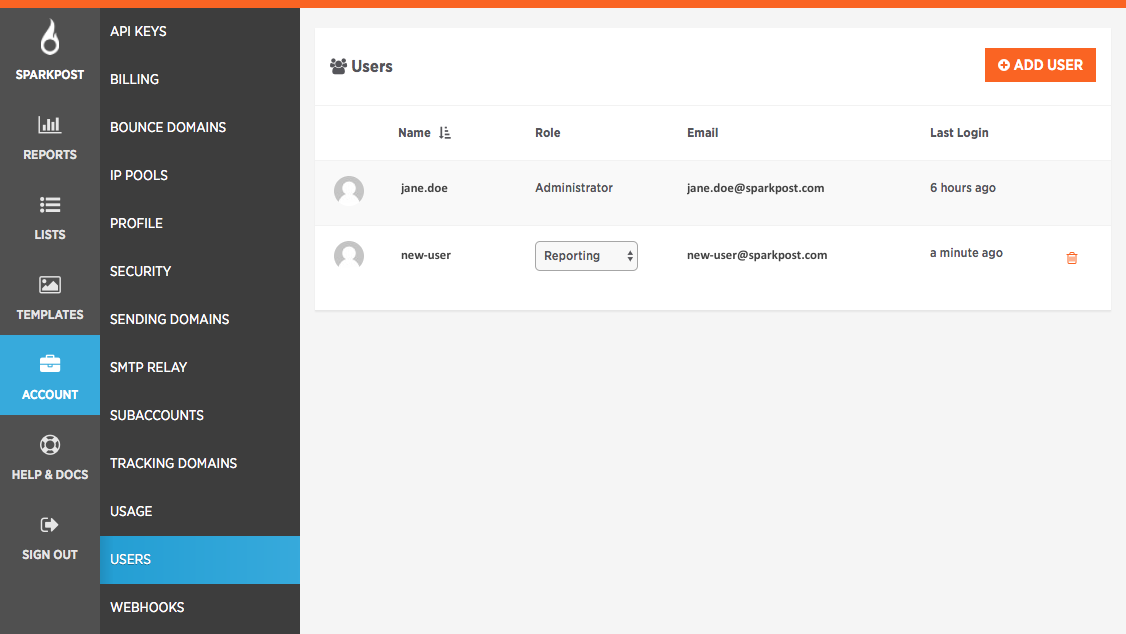 SPARKPOST
REPORTS
LISTS
TEMPLATES
ACCOUNT
HELP & DOCS
SIGN OUT
API KEYS
BILLING
BOUNCE DOMAINS
IP POOLS
PROFILE
SECURITY
SENDING DOMAINS
SMTP RELAY
SUBACCOUNTS
TRACKING DOMAINS
USAGE
USERS
WEBHOOKS
Users
ADD USER
Name Role Email Last Login
jane.doe Administrator jane.doe@sparkpost.com 6 hours ago
new-user Reporting new-user@sparkpost.com a minute ago